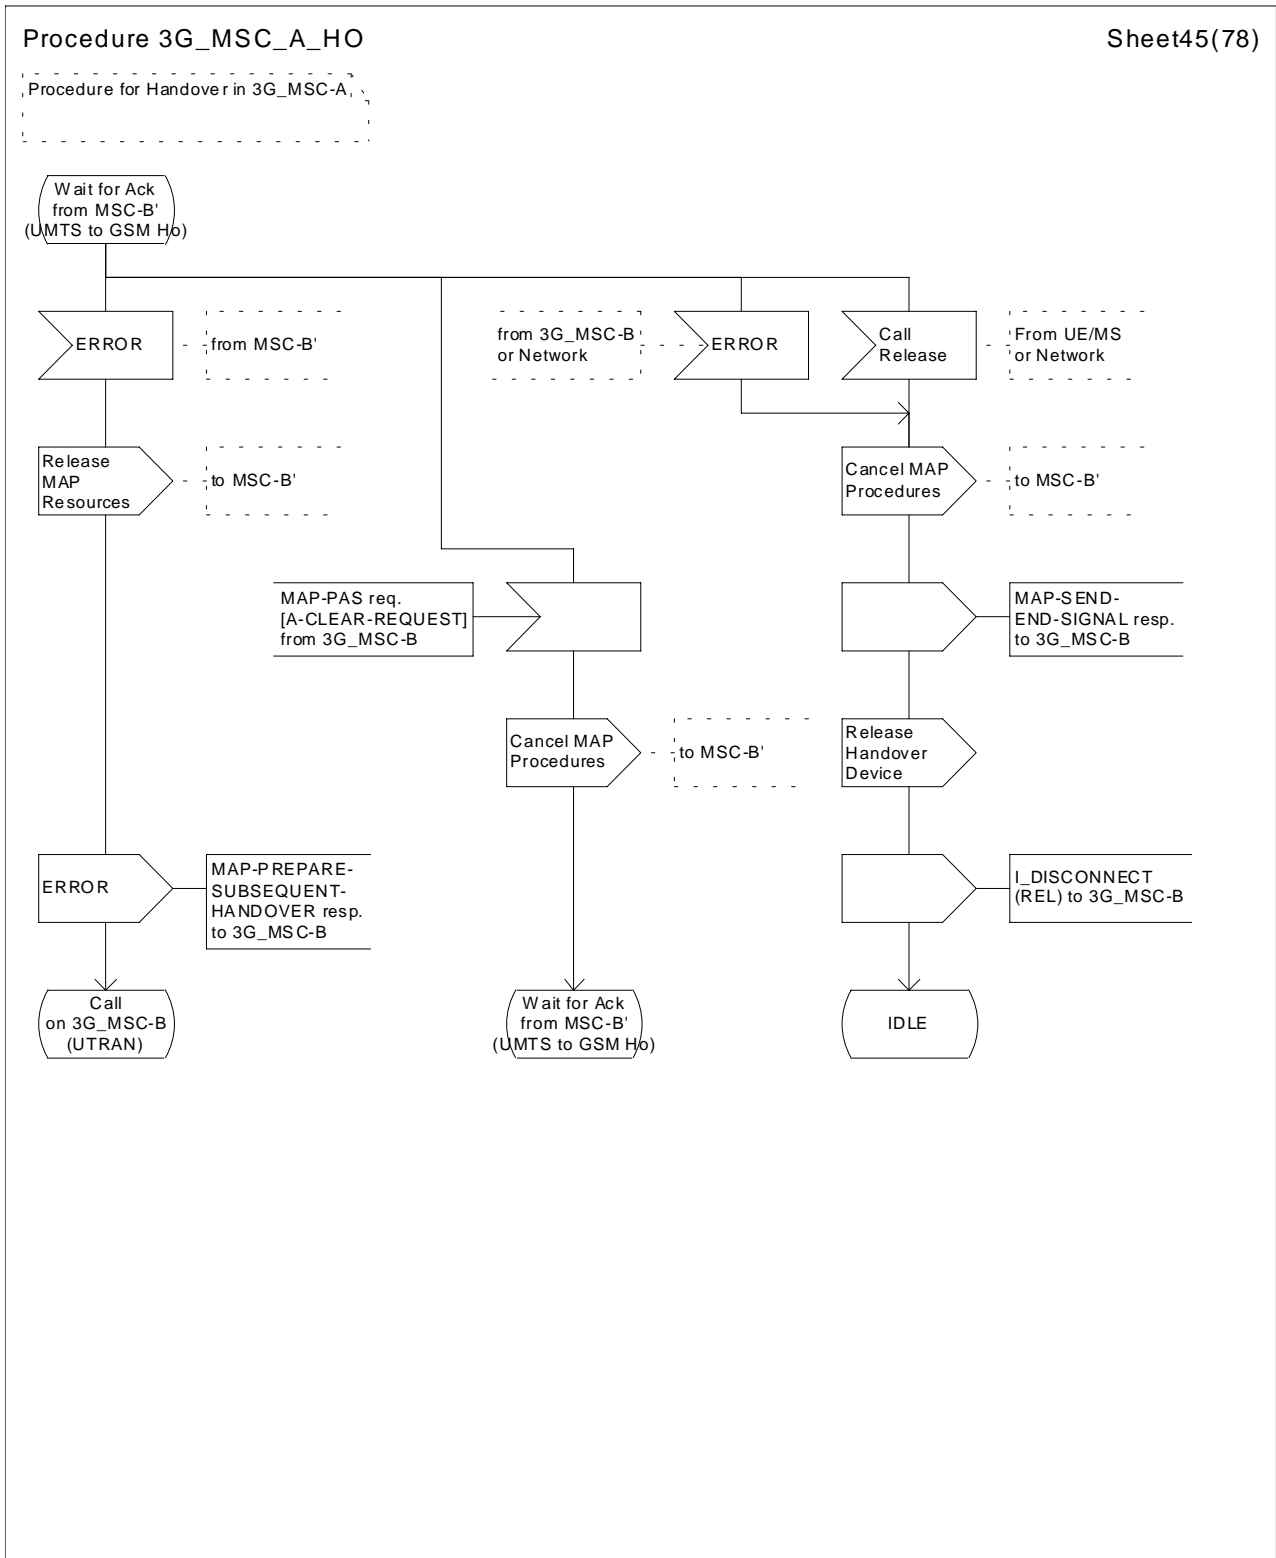 Procedure 3G_MSC_A_HO
Sheet45(78)
Procedure for Handover in 3G_MSC-A
Wait for Ack
from MSC-B'
(UMTS to GSM Ho)
ERROR
from MSC-B'
from 3G_MSC-B
or Network
ERROR
Call
Release
From UE/MS
or Network
Release
MAP
Resources
to MSC-B'
Cancel MAP
Procedures
to MSC-B'
MAP-PAS req.
[A-CLEAR-REQUEST]
from 3G_MSC-B
MAP-SEND-
END-SIGNAL resp.
to 3G_MSC-B
Cancel MAP
Procedures
to MSC-B'
Release
Handover
Device
ERROR
MAP-PREPARE-
SUBSEQUENT-
HANDOVER resp.
to 3G_MSC-B
I_DISCONNECT
(REL) to 3G_MSC-B
Call
on 3G_MSC-B
(UTRAN)
Wait for Ack
from MSC-B'
(UMTS to GSM Ho)
IDLE